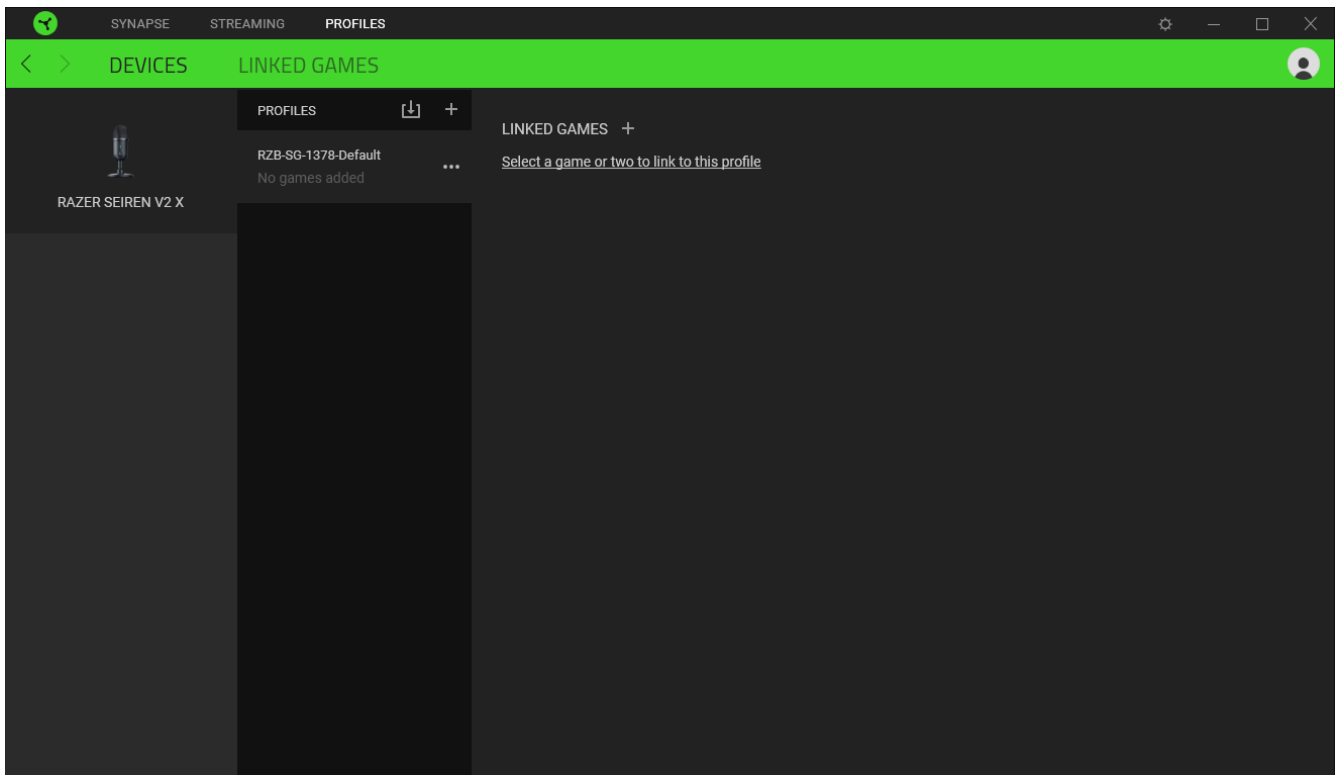 SYNAPSE STREAMING PROFILES
DEVICES LINKED GAMES
RAZER SEIREN V2 X
PROFILES
RZB-SG-1378-Default
No games added
LINKED GAMES
Select a game or two to link to this profile